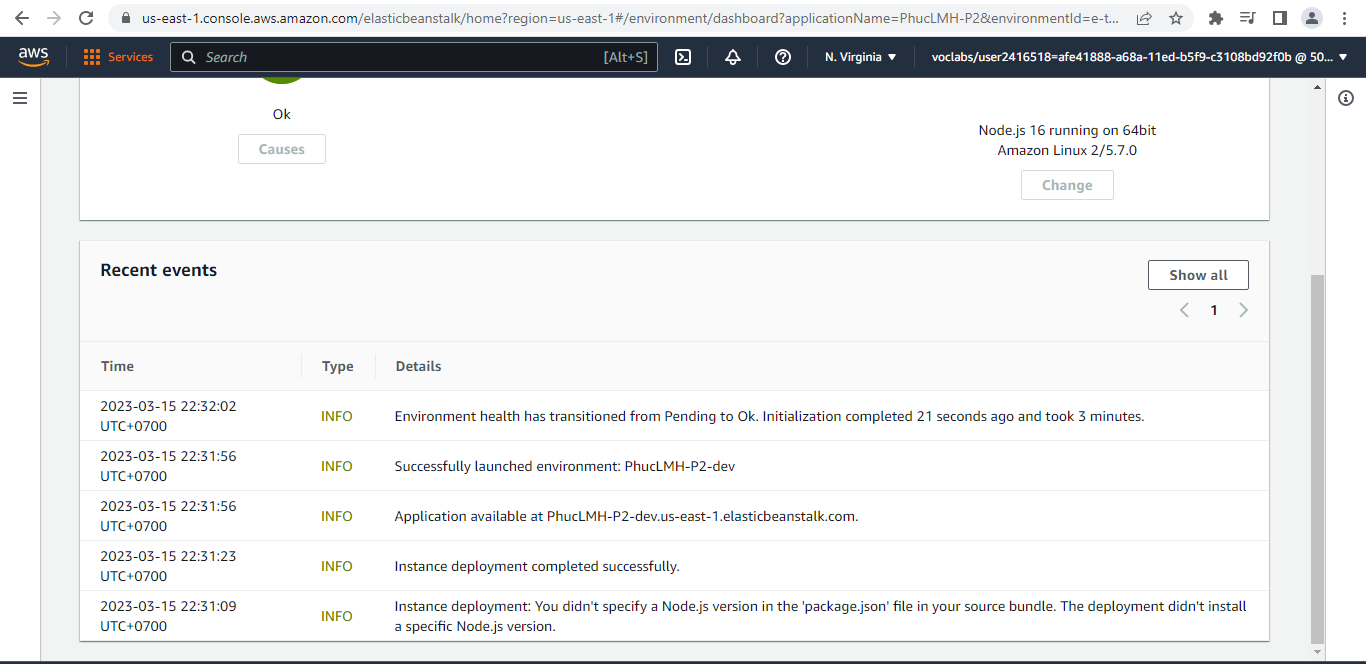 us-east-1.console.aws.amazon.com/elasticbeanstalk/home?region=us-east-1#/environment/dashboard?applicationName=PhucLMH-P2&environmentId=e-t...
aws
Services
Search
[Alt+S]
N. Virginia
voclabs/user2416518=afe41888-a68a-11ed-b5f9-c3108bd92f0b @ 50...
Ok
Causes
Node.js 16 running on 64bit
Amazon Linux 2/5.7.0
Change
Recent events
Show all
1
Time Type Details
2023-03-15 22:32:02
UTC+0700
INFO
Environment health has transitioned from Pending to Ok. Initialization completed 21 seconds ago and took 3 minutes.
2023-03-15 22:31:56
UTC+0700
INFO
Successfully launched environment: PhucLMH-P2-dev
2023-03-15 22:31:56
UTC+0700
INFO
Application available at PhucLMH-P2-dev.us-east-1.elasticbeanstalk.com.
2023-03-15 22:31:23
UTC+0700
INFO
Instance deployment completed successfully.
2023-03-15 22:31:09
UTC+0700
INFO
Instance deployment: You didn't specify a Node.js version in the 'package.json' file in your source bundle. The deployment didn't install
a specific Node.js version.